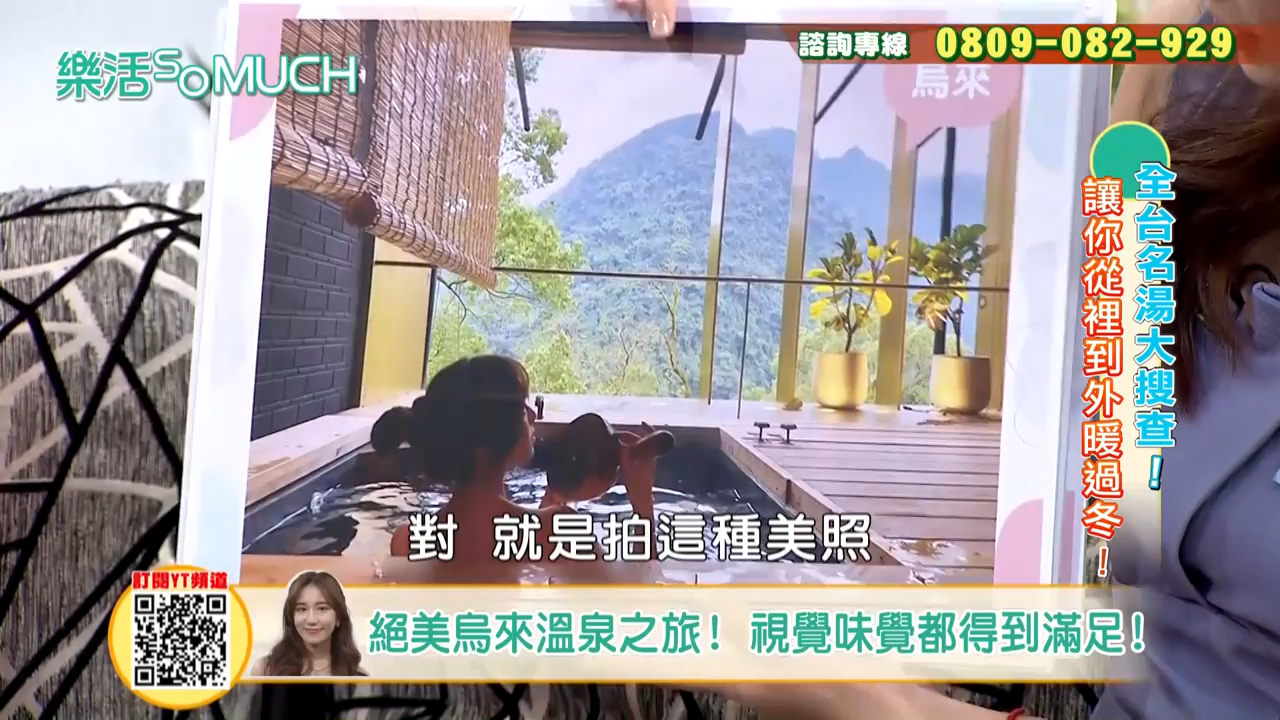 樂活SOMUCH
諮詢專線 0809-082-929
烏來
全台名湯大搜查!
讓你從裡到外暖過冬!
對 就是拍這種美照
訂閱YT頻道
絕美烏來溫泉之旅! 視覺味覺都得到滿足!